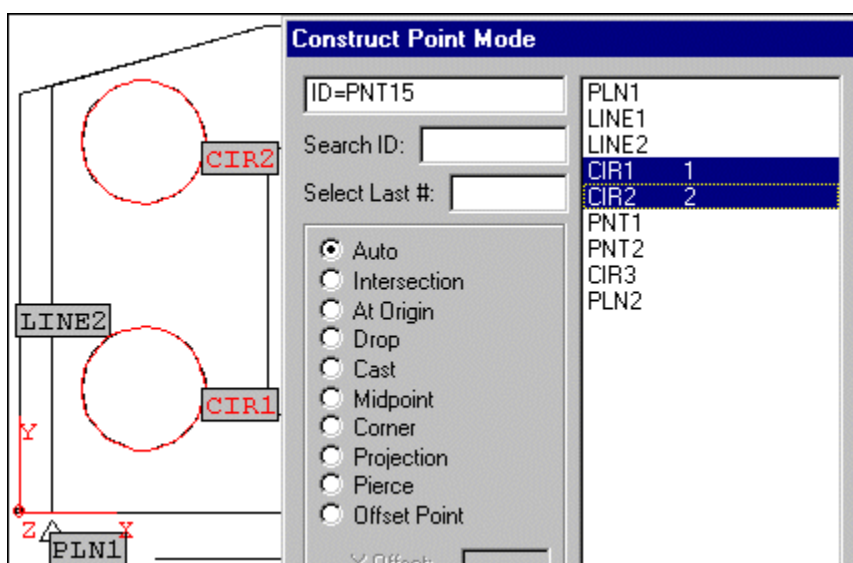 CIR2
LINE2
CIR1
Y
Z
X
PLN1
Construct Point Mode
ID=PNT15
Search ID:
Select Last #:
Auto
Intersection
At Origin
Drop
Cast
Midpoint
Corner
Projection
Pierce
Offset Point
X Offset:
PLN1
LINE1
LINE2
CIR1 1
CIR2 2
PNT1
PNT2
CIR3
PLN2